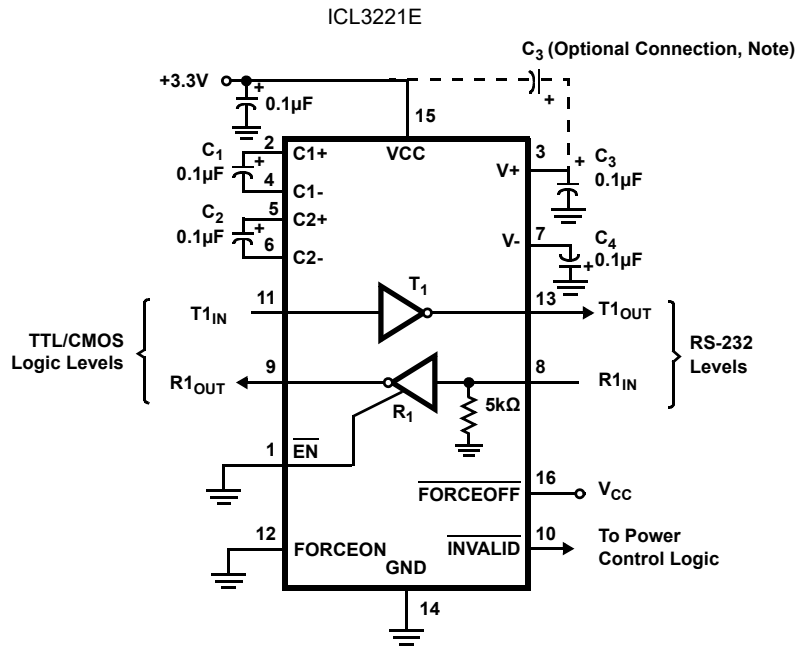 ICL3221E
C3 (Optional Connection, Note)
+
+3.3V
+
0.1µF
15
VCC
C1
0.1µF
+
2
C1+
4
C1-
C2
0.1µF
+
5
C2+
6
C2-
3
V+
+
C3
0.1µF
7
V-
C4
0.1µF
+
TTL/CMOS
Logic Levels
T1IN
11
T1
13
T1OUT
R1OUT
9
R1
5kΩ
8
R1IN
RS-232
Levels
1
EN
16
FORCEOFF
VCC
12
FORCEON
10
INVALID
To Power
Control Logic
GND
14